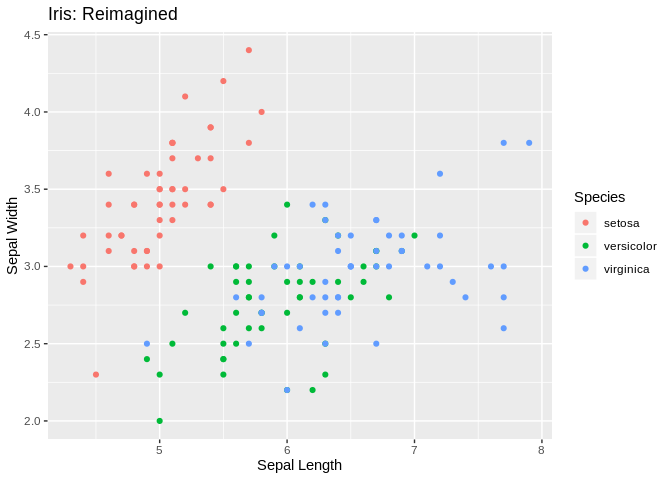 Iris: Reimagined
4.5
4.0
3.5
3.0
2.5
2.0
Sepal Width
5 6 7 8
Sepal Length
Species
setosa
versicolor
virginica